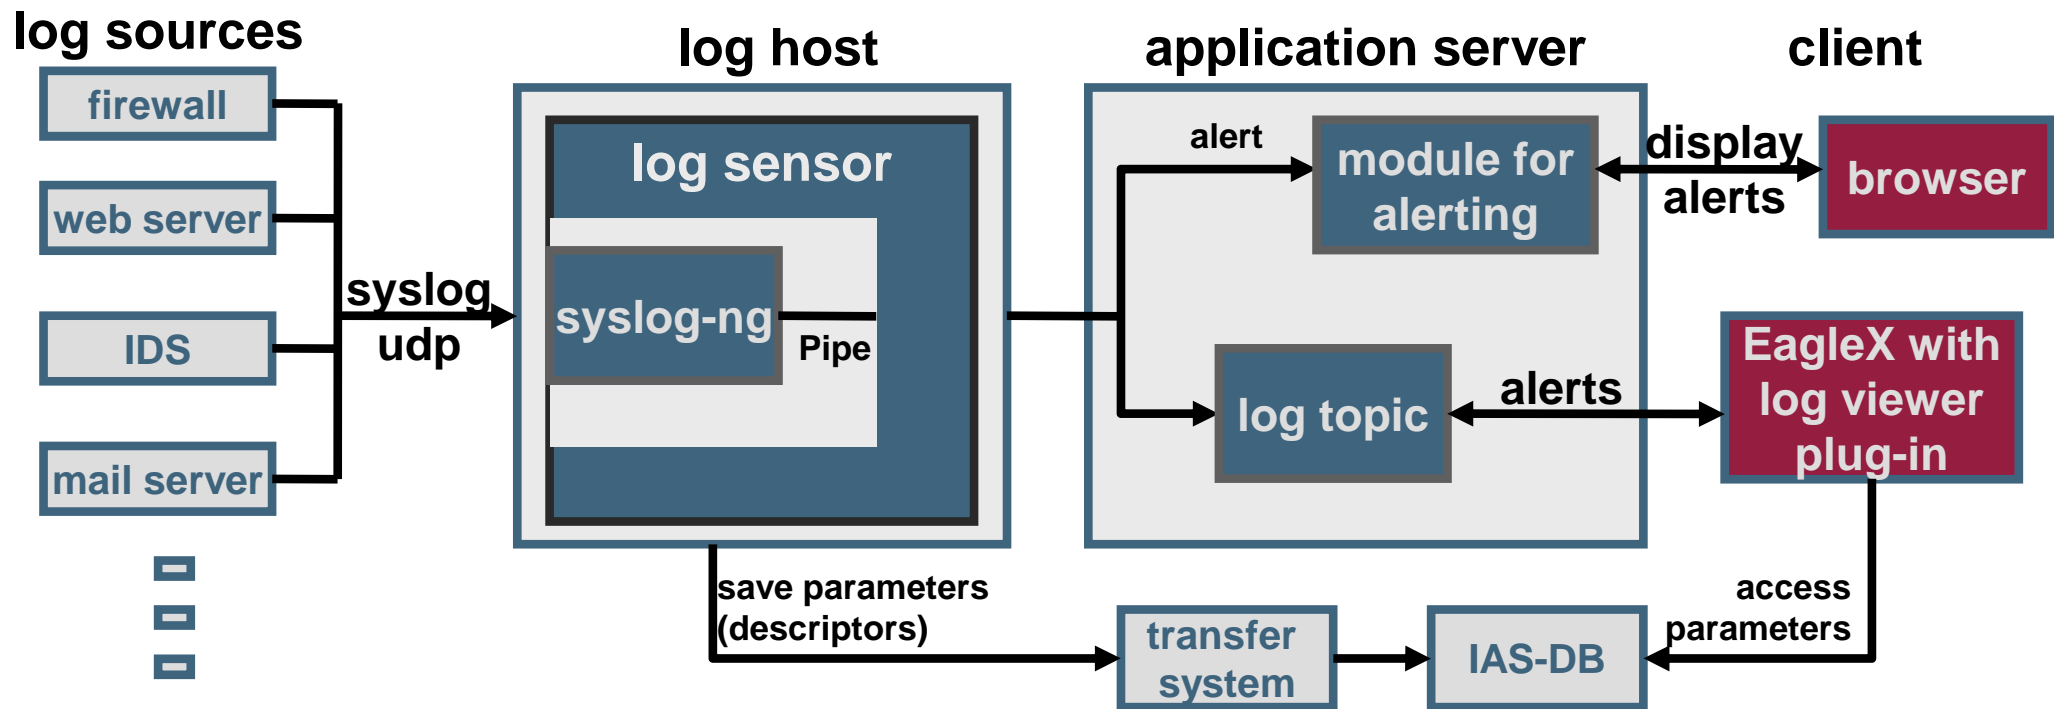 log sources
log host
application server
client
firewall
web server
IDS
mail server
syslog
udp
log sensor
syslog-ng
Pipe
alert
module for
alerting
display
alerts
browser
log topic
alerts
EagleX with
log viewer
plug-in
save parameters
(descriptors)
transfer
system
IAS-DB
access
parameters